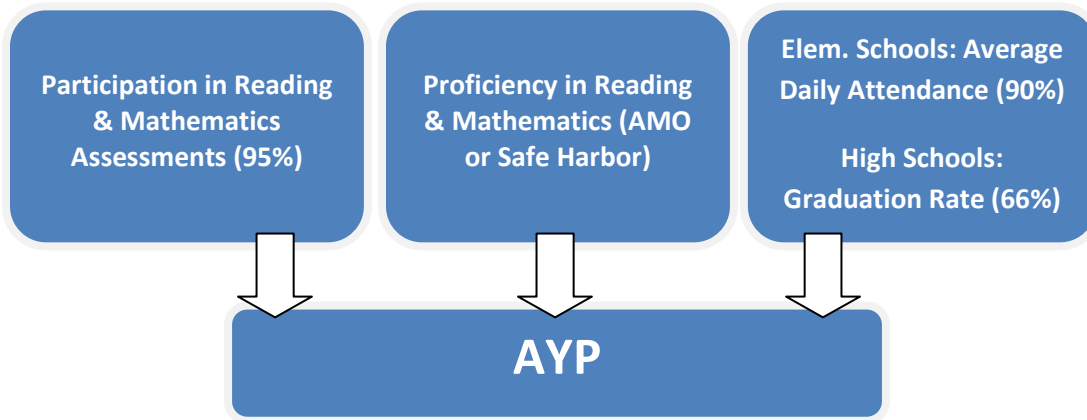 Participation in Reading
& Mathematics
Assessments (95%)
Proficiency in Reading
& Mathematics (AMO
or Safe Harbor)
Elem. Schools: Average
Daily Attendance (90%)
High Schools:
Graduation Rate (66%)
AYP